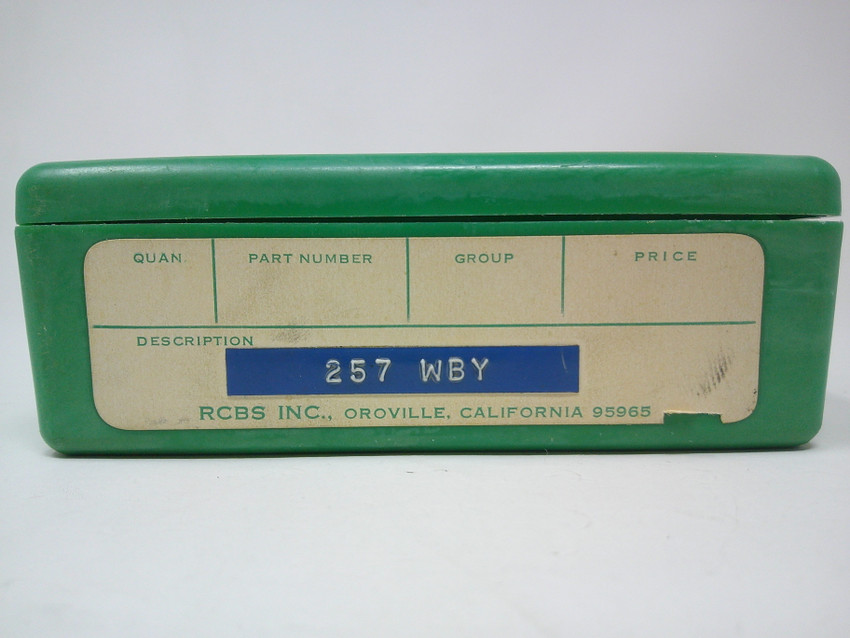 QUAN. PART NUMBER GROUP PRICE
DESCRIPTION
257 WBY
RCBS INC., OROVILLE, CALIFORNIA 95965